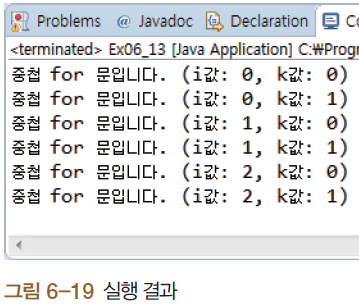 Problems @ Javadoc Declaration Co
<terminated> Ex06_13 [Java Application] C:₩Progr
중첩 for 문입니다. (i값: 0, k값: 0)
중첩 for 문입니다. (i값: 0, k값: 1)
중첩 for 문입니다. (i값: 1, k값: 0)
중첩 for 문입니다. (i값: 1, k값: 1)
중첩 for 문입니다. (i값: 2, k값: 0)
중첩 for 문입니다. (i값: 2, k값: 1)
그림 6-19 실행 결과